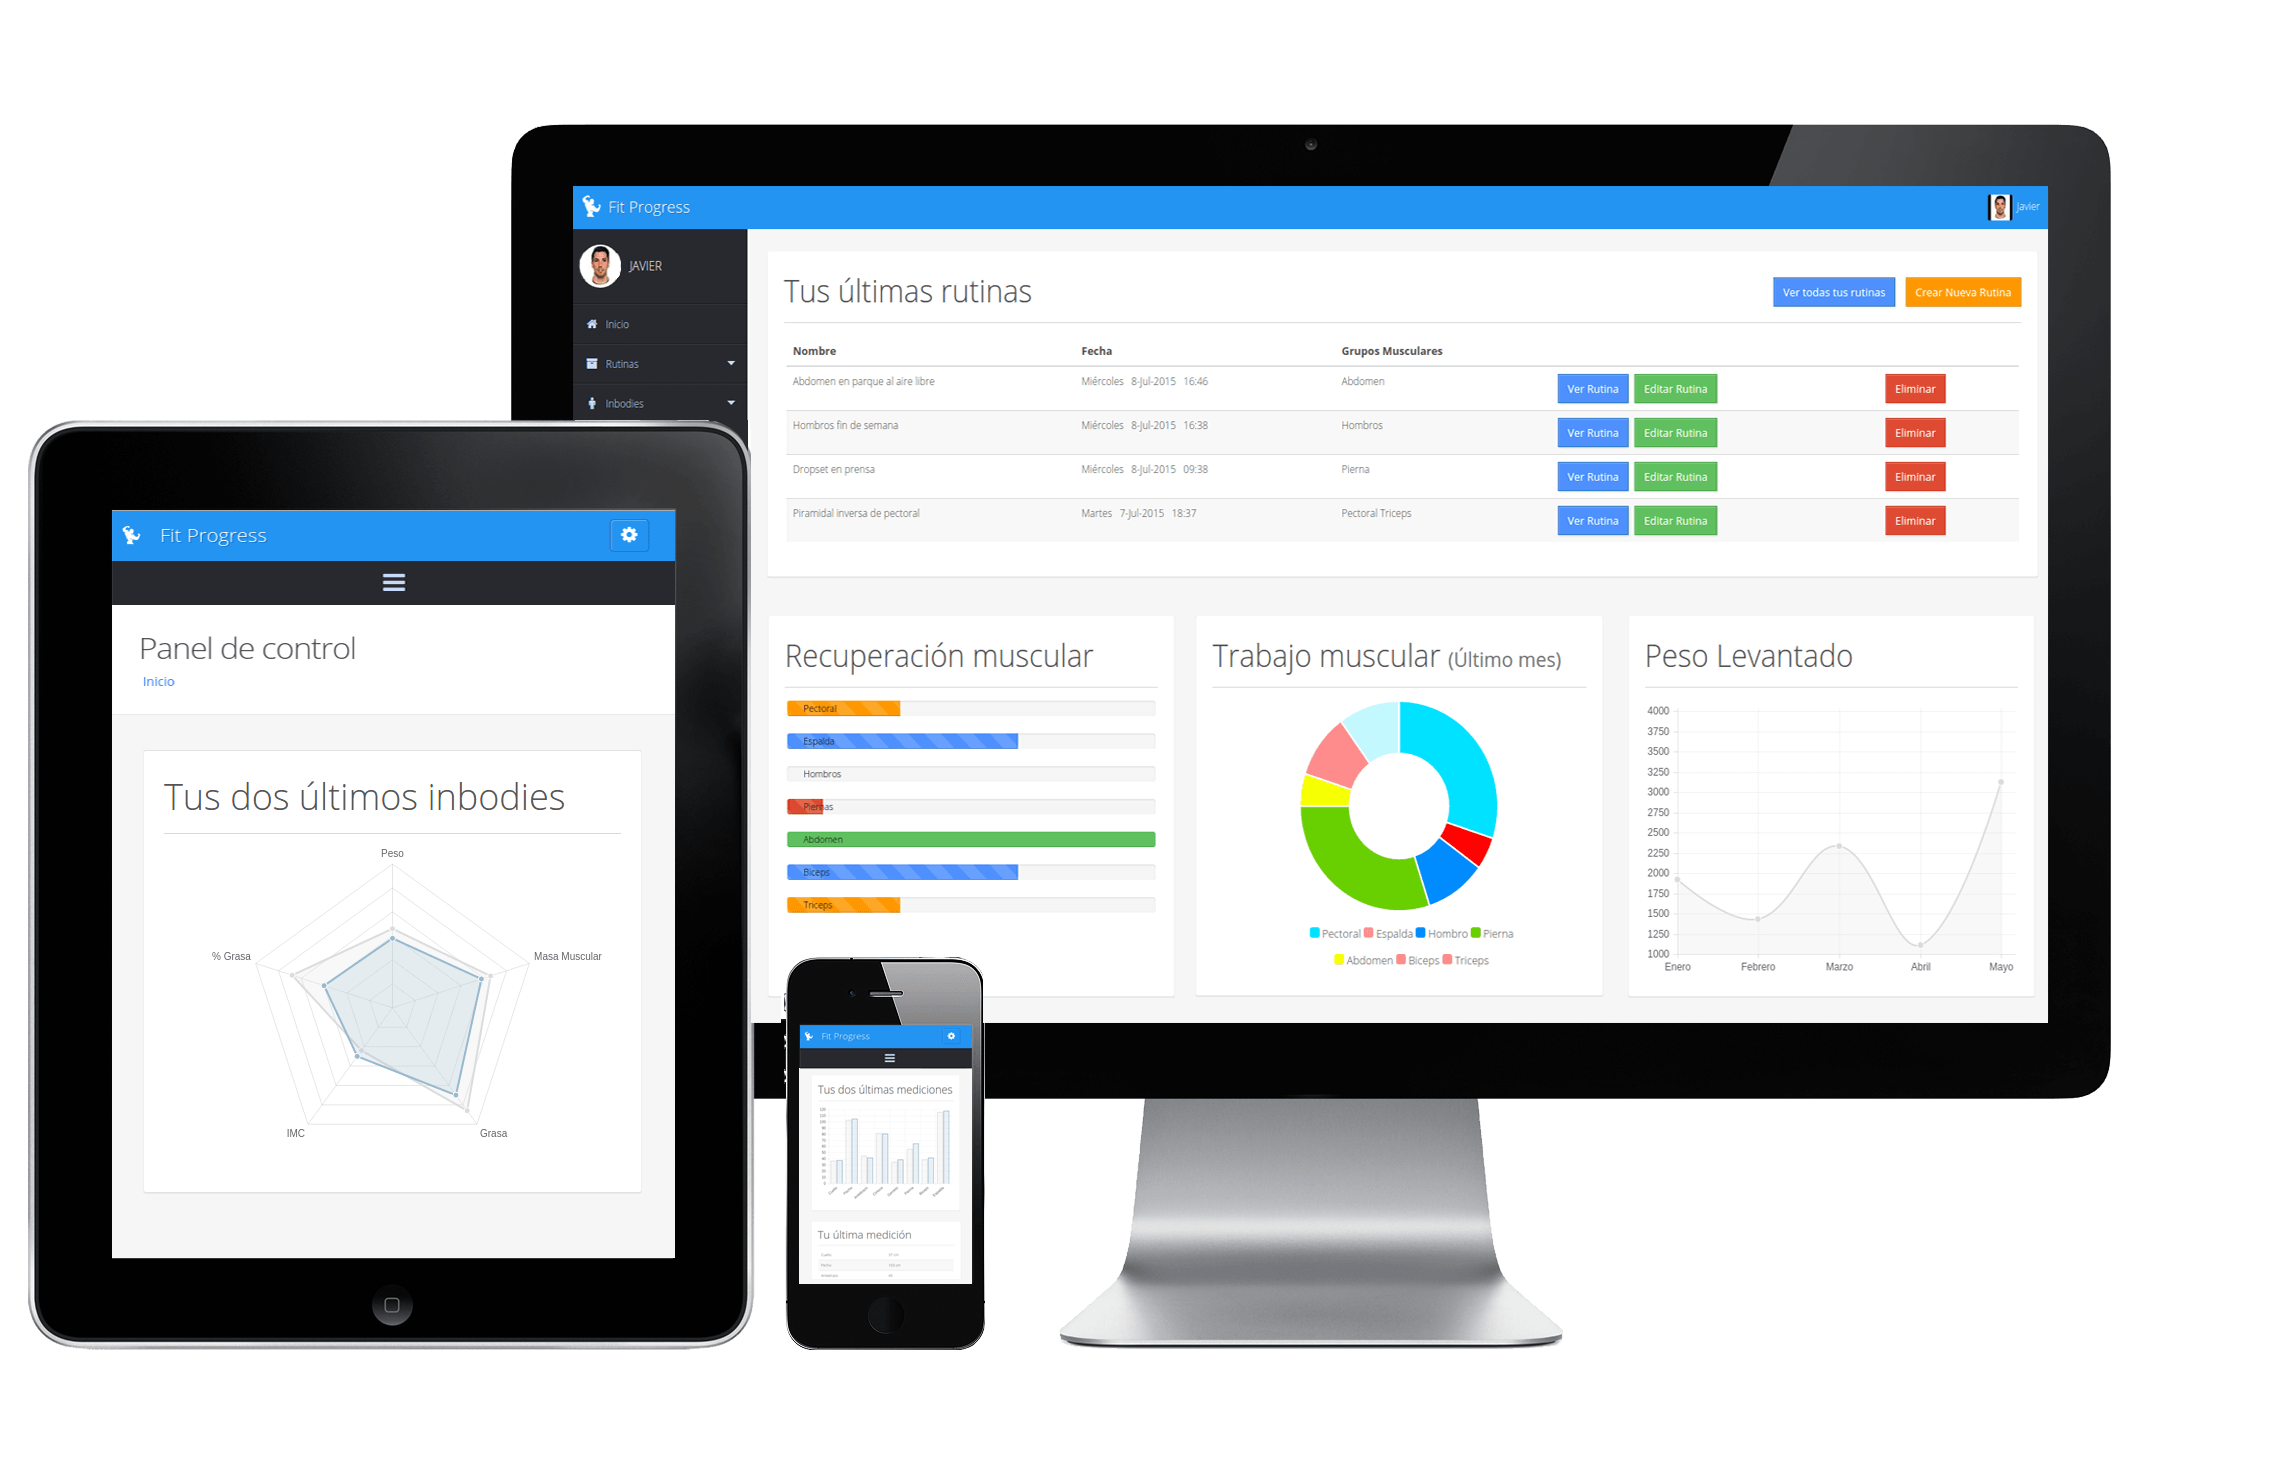 Fit Progress
Javier
JAVIER
Inicio
Rutinas
Inbodies
Tus últimas rutinas
Ver todas tus rutinas
Crear Nueva Rutina
Nombre Fecha Grupos Musculares
Abdomen en parque al aire libre Miércoles 8-Jul-2015 16:46 Abdomen Ver Rutina Editar Rutina Eliminar
Hombros fin de semana Miércoles 8-Jul-2015 16:38 Hombros Ver Rutina Editar Rutina Eliminar
Dropset en prensa Miércoles 8-Jul-2015 09:38 Pierna Ver Rutina Editar Rutina Eliminar
Piramidal inversa de pectoral Martes 7-Jul-2015 18:37 Pectoral Triceps Ver Rutina Editar Rutina Eliminar
Recuperación muscular
Pectoral
Espalda
Hombros
Piernas
Abdomen
Biceps
Triceps
Trabajo muscular (Último mes)
Pectoral Espalda Hombro Pierna
Abdomen Biceps Triceps
Peso Levantado
4000
3750
3500
3250
3000
2750
2500
2250
2000
1750
1500
1250
1000
Enero Febrero Marzo Abril Mayo
Fit Progress
Panel de control
Inicio
Tus dos últimos inbodies
Peso
% Grasa
Masa Muscular
IMC
Grasa
Fit Progress
Tus dos últimas mediciones
Tu última medición